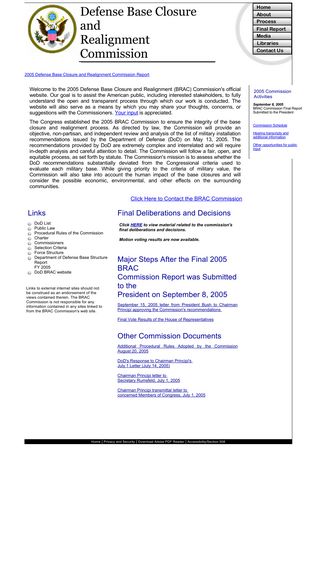 Defense Base Closure
and
Realignment
Commission
Home
About
Process
Final Report
Media
Libraries
Contact Us
2005 Defense Base Closure and Realignment Commission Report
Welcome to the 2005 Defense Base Closure and Realignment (BRAC) Commission's official
website. Our goal is to assist the American public, including interested stakeholders, to fully
understand the open and transparent process through which our work is conducted. The
website will also serve as a means by which you may share your thoughts, concerns, or
suggestions with the Commissioners. Your input is appreciated.
The Congress established the 2005 BRAC Commission to ensure the integrity of the base
closure and realignment process. As directed by law, the Commission will provide an
objective, non-partisan, and independent review and analysis of the list of military installation
recommendations issued by the Department of Defense (DoD) on May 13, 2005. The
recommendations provided by DoD are extremely complex and interrelated and will require
in-depth analysis and careful attention to detail. The Commission will follow a fair, open, and
equitable process, as set forth by statute. The Commission's mission is to assess whether the
DoD recommendations substantially deviated from the Congressional criteria used to
evaluate each military base. While giving priority to the criteria of military value, the
Commission will also take into account the human impact of the base closures and will
consider the possible economic, environmental, and other effects on the surrounding
communities.
Click Here to Contact the BRAC Commission
2005 Commission
Activities
September 8, 2005
BRAC Commission Final Report
Submitted to the President
Commission Schedule
Hearing transcripts and
additional information
Other opportunities for public
input
Links
DoD List
Public Law
Procedural Rules of the Commission
Charter
Commissioners
Selection Criteria
Force Structure
Department of Defense Base Structure
Report
FY 2005
DoD BRAC website
Links to external internet sites should not
be construed as an endorsement of the
views contained therein. The BRAC
Commission is not responsible for any
information contained in any sites linked to
from the BRAC Commission's web site.
Final Deliberations and Decisions
Click HERE to view material related to the commission's
final deliberations and decisions.
Motion voting results are now available.
Major Steps After the Final 2005
BRAC
Commission Report was Submitted
to the
President on September 8, 2005
September 15, 2005 letter from President Bush to Chairman
Principi approving the Commission's recommendations.
Final Vote Results of the House of Representatives
Other Commission Documents
Additional Procedural Rules Adopted by the Commission
August 20, 2005
DoD's Response to Chairman Principi's
July 1 Letter (July 14, 2005)
Chairman Principi letter to
Secretary Rumsfeld, July 1, 2005
Chairman Principi transmittal letter to
concerned Members of Congress, July 1, 2005
Home | Privacy and Security | Download Adobe PDF Reader | Accessibility/Section 508